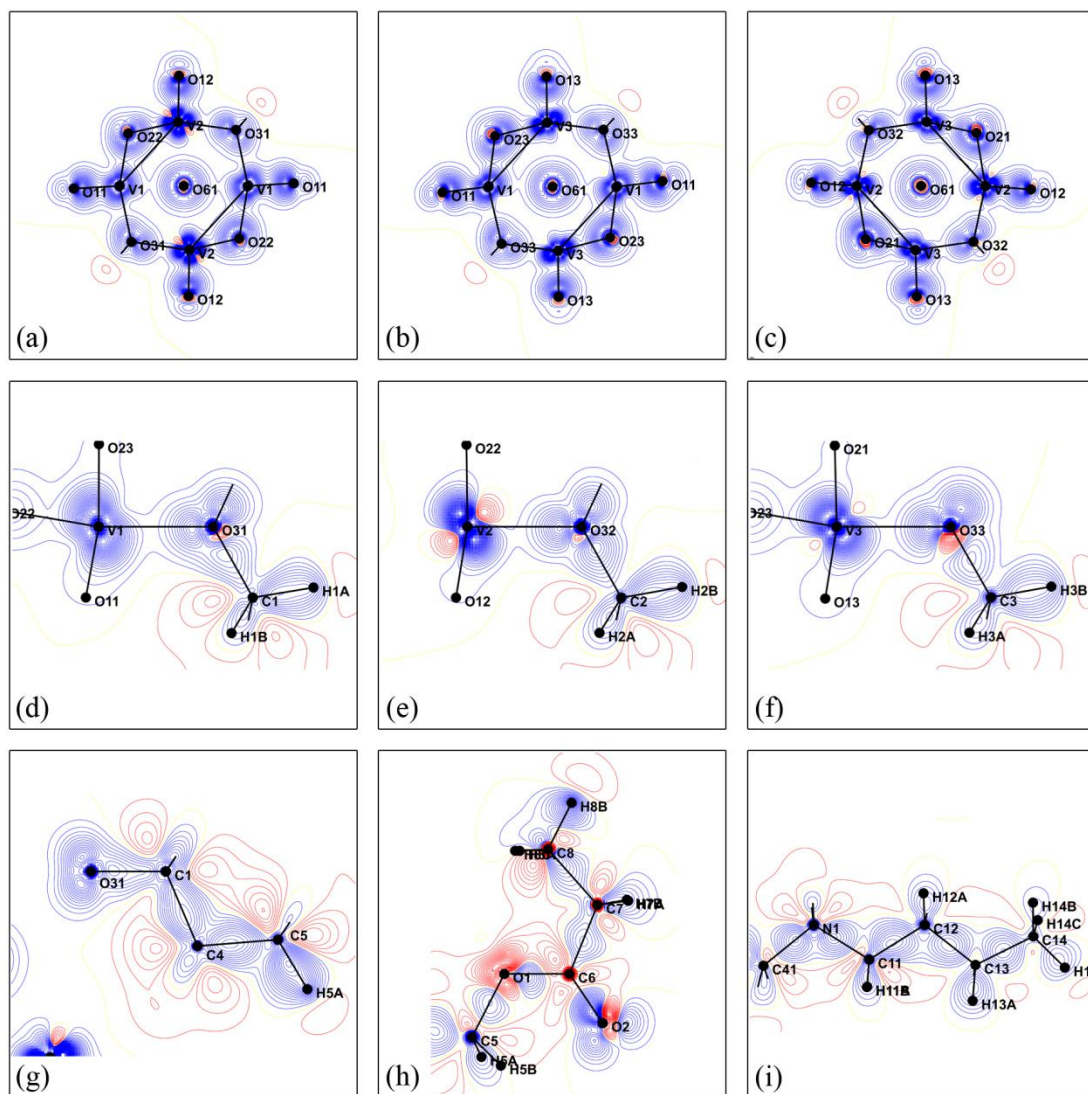 O12
V2
O31
O22
O11
V1
O61
V1
O11
O31
V2
O22
O12
(a)
O13
V3
O33
O23
O11
V1
O61
V1
O11
O33
V3
O23
O13
(b)
O13
V3
O32
O21
O12
V2
O61
V2
O12
O21
V3
O32
O13
(c)
O23
O22
V1
O31
O11
C1
H1A
H1B
(d)
O22
V2
O32
O12
C2
H2B
H2A
(e)
O21
O23
V3
O33
O13
C3
H3B
H3A
(f)
O31
C1
C4
C5
H5A
(g)
H8B
C8
C7
H7A
O1
C6
O2
C5
H5A
H5B
(h)
H12A
H14B
H14C
N1
C12
C14
C41
C11
C13
H1
H13A
(i)